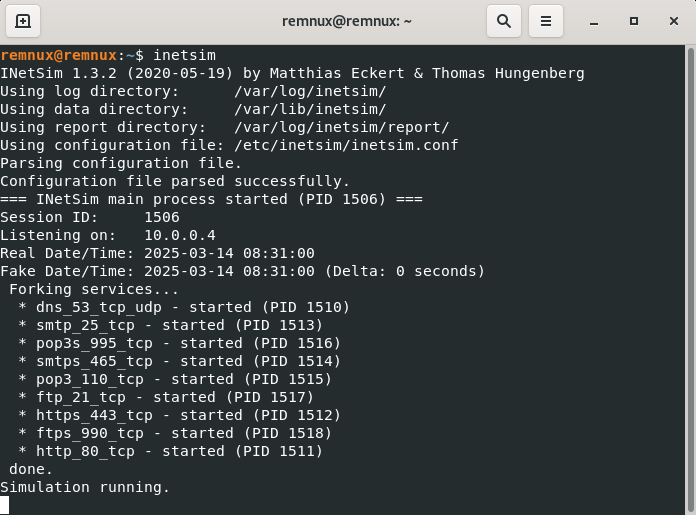 remnux@remnux: ~
remnux@remnux:~$ inetsim
INetSim 1.3.2 (2020-05-19) by Matthias Eckert & Thomas Hungenberg
Using log directory:      /var/log/inetsim/
Using data directory:     /var/lib/inetsim/
Using report directory:   /var/log/inetsim/report/
Using configuration file: /etc/inetsim/inetsim.conf
Parsing configuration file.
Configuration file parsed successfully.
=== INetSim main process started (PID 1506) ===
Session ID:     1506
Listening on:   10.0.0.4
Real Date/Time: 2025-03-14 08:31:00
Fake Date/Time: 2025-03-14 08:31:00 (Delta: 0 seconds)
 Forking services...
  * dns_53_tcp_udp - started (PID 1510)
  * smtp_25_tcp - started (PID 1513)
  * pop3s_995_tcp - started (PID 1516)
  * smtps_465_tcp - started (PID 1514)
  * pop3_110_tcp - started (PID 1515)
  * ftp_21_tcp - started (PID 1517)
  * https_443_tcp - started (PID 1512)
  * ftps_990_tcp - started (PID 1518)
  * http_80_tcp - started (PID 1511)
 done.
Simulation running.